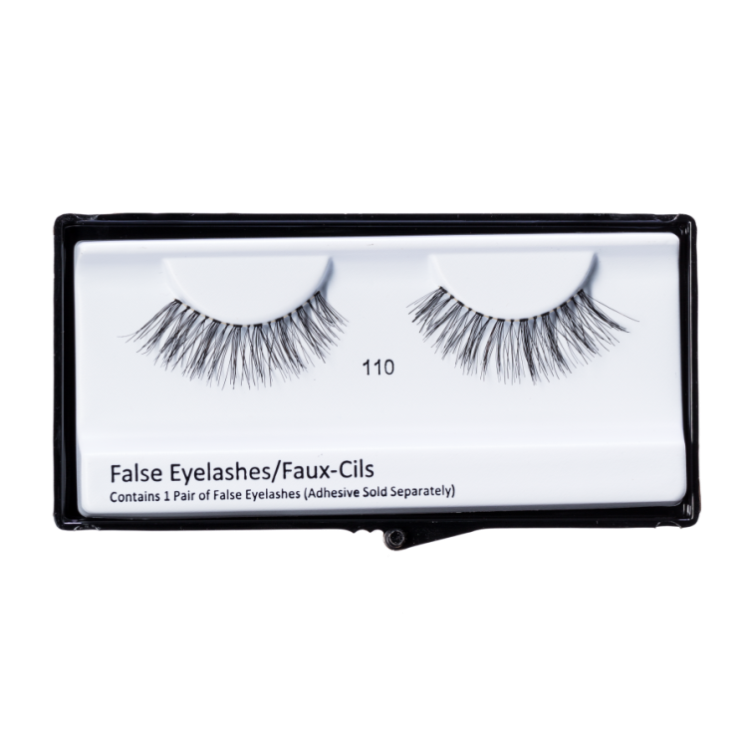 110
False Eyelashes/Faux-Cils
Contains 1 Pair of False Eyelashes (Adhesive Sold Separately)